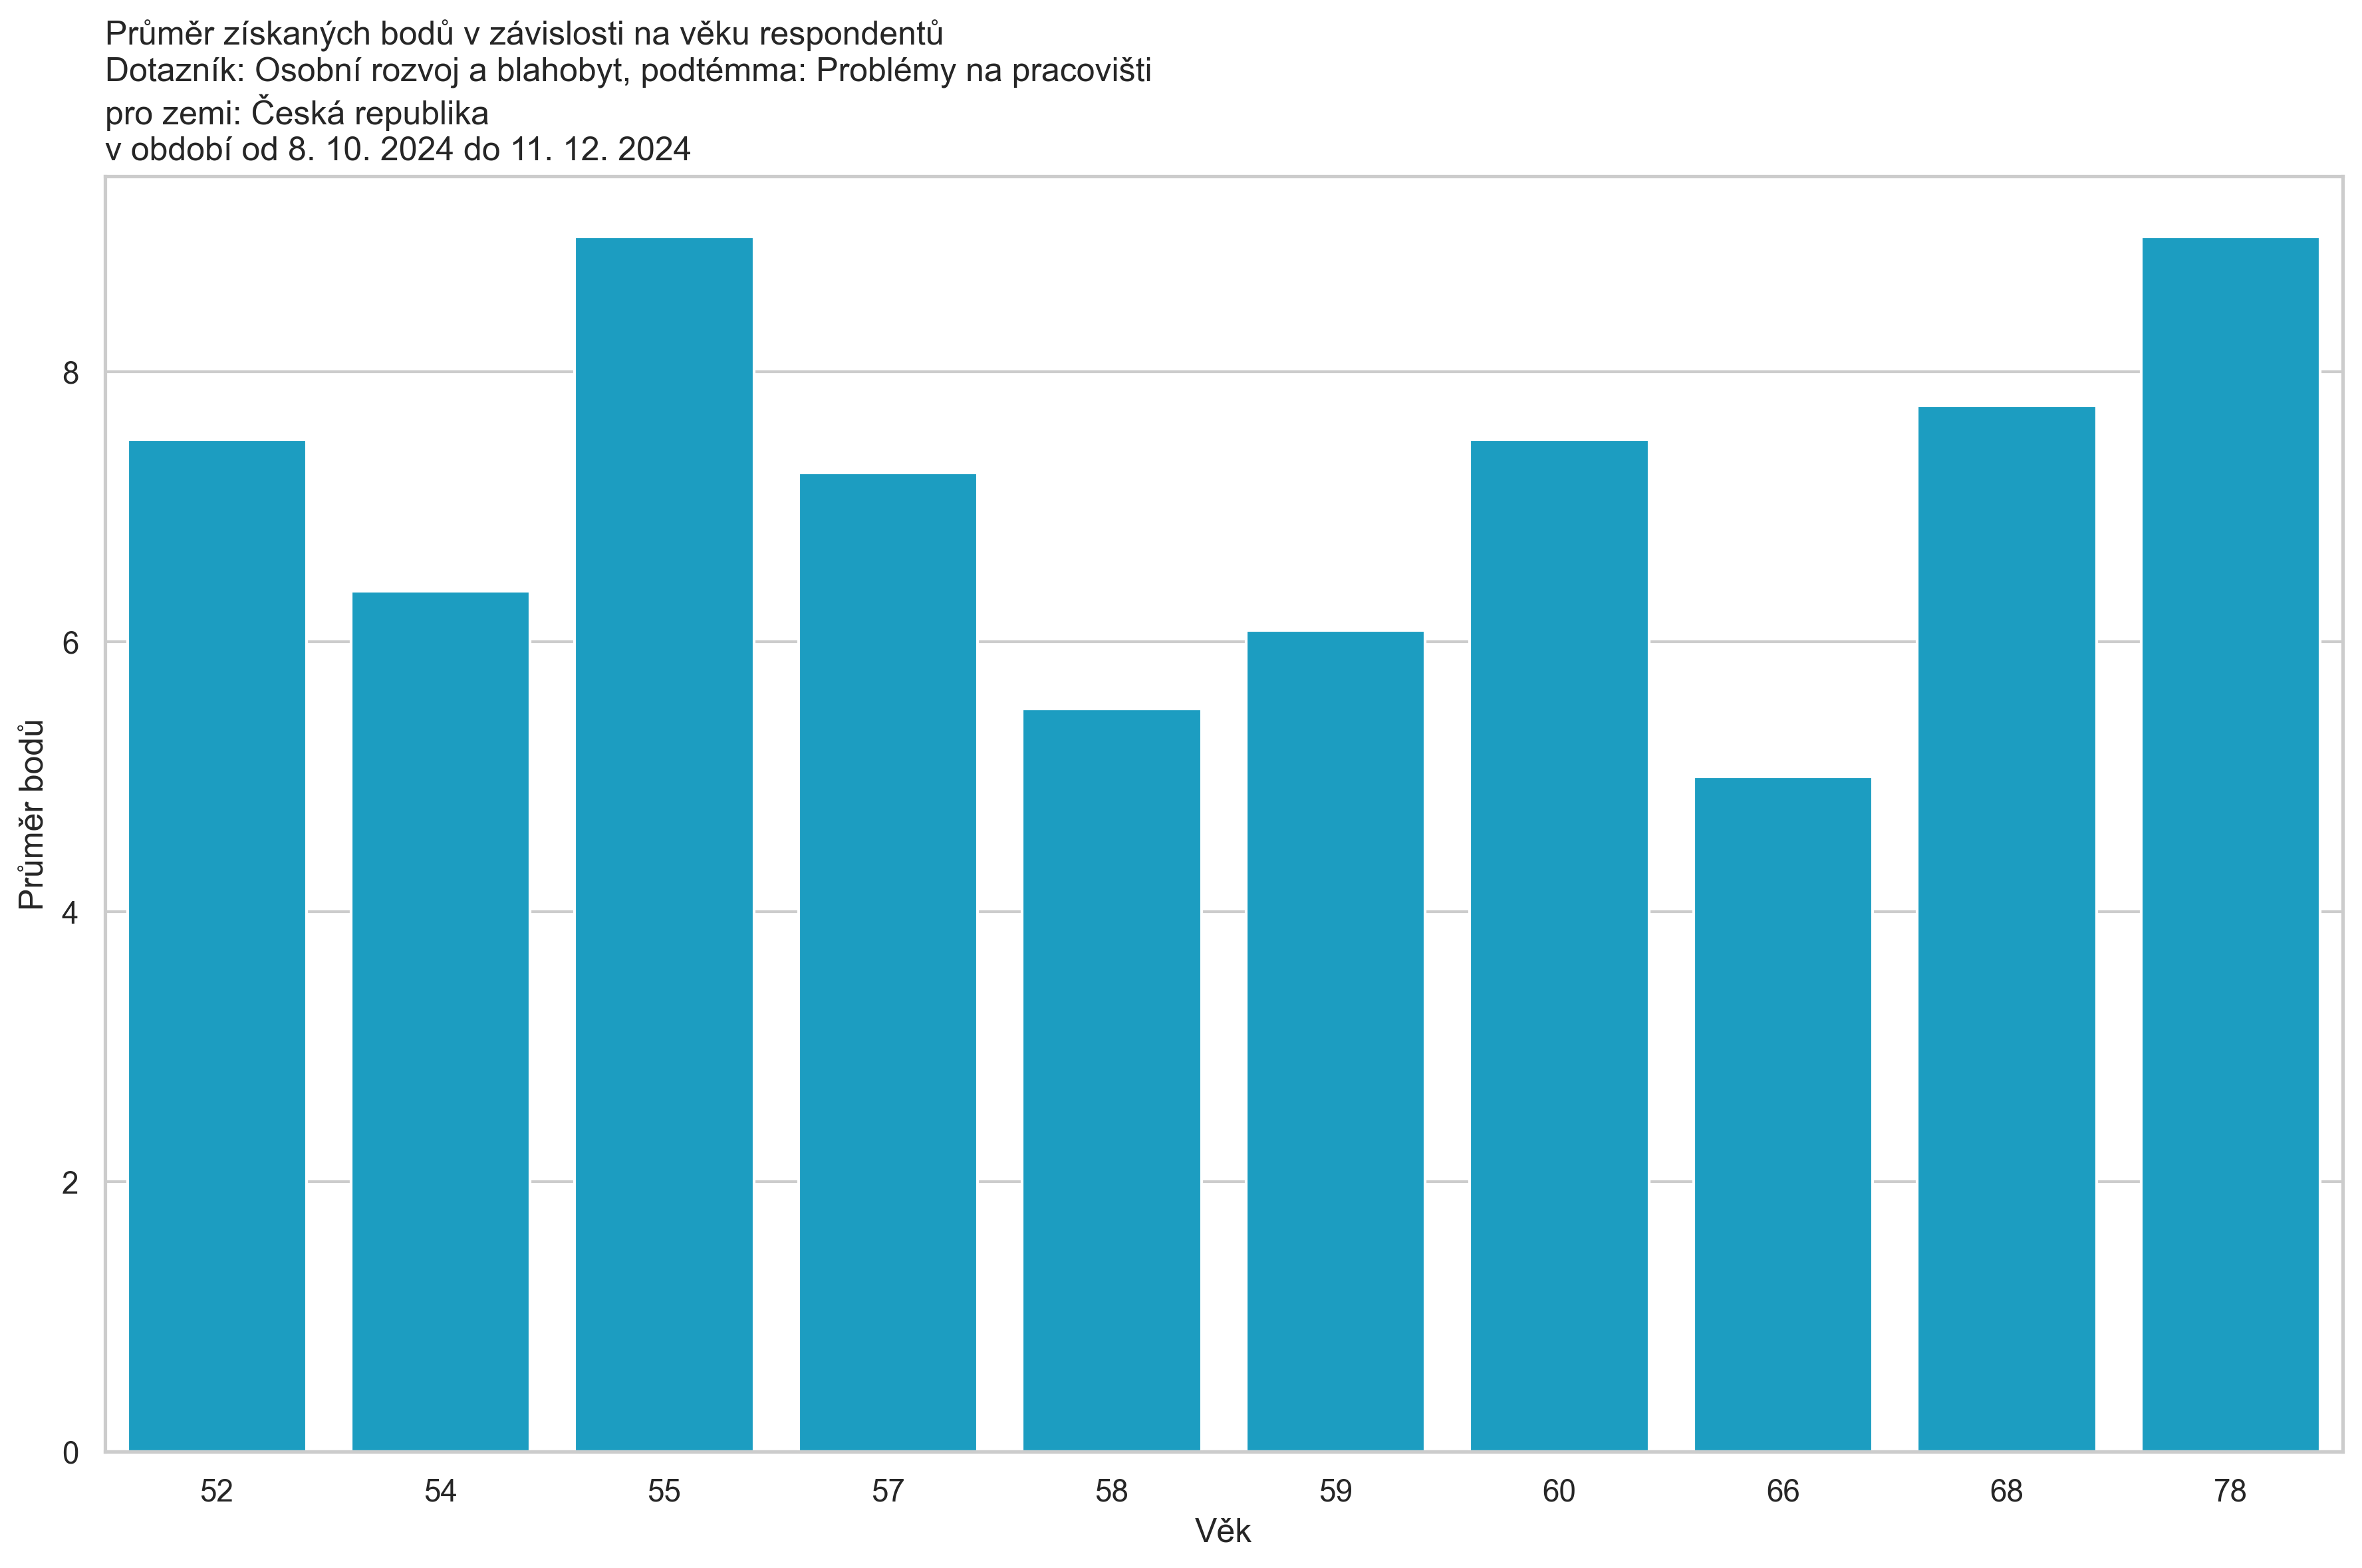 Průměr získaných bodů v závislosti na věku respondentů
Dotazník: Osobní rozvoj a blahobyt, podtémma: Problémy na pracovišti
pro zemi: Česká republika
v období od 8. 10. 2024 do 11. 12. 2024
8
6
4
2
0
Průměr bodů
52 54 55 57 58 59 60 66 68 78
Věk